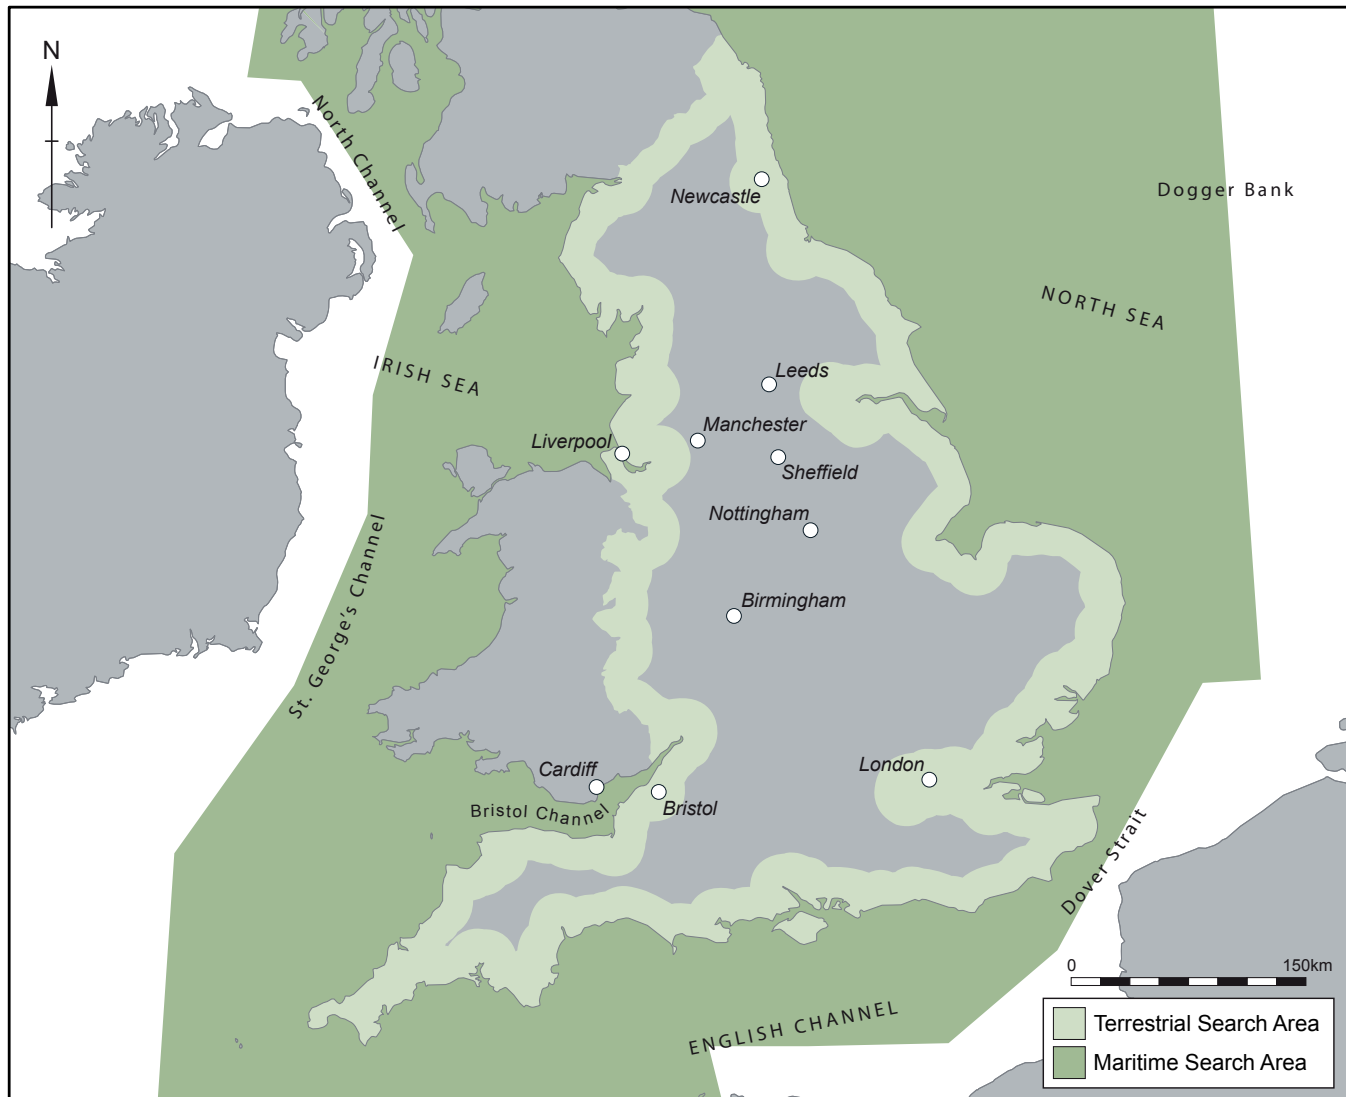 N
North Channel
Newcastle
Dogger Bank
NORTH SEA
IRISH SEA
Leeds
Manchester
Liverpool
Sheffield
Nottingham
St. George's Channel
Birmingham
Cardiff
London
Bristol Channel
Bristol
Dover Strait
ENGLISH CHANNEL
0 150km
Terrestrial Search Area
Maritime Search Area